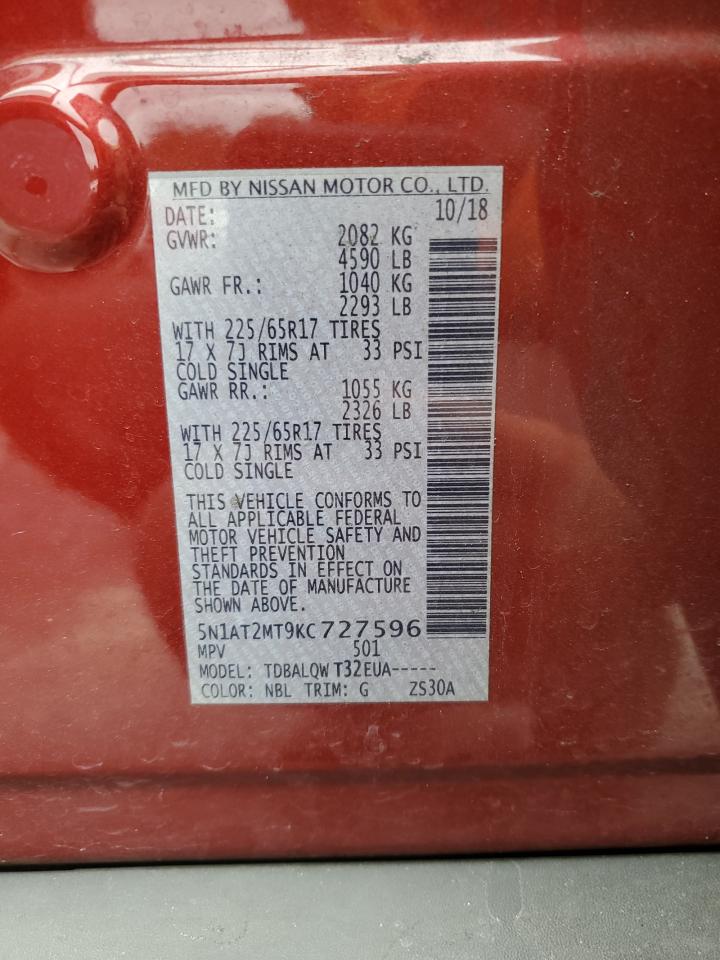 MFD BY NISSAN MOTOR CO., LTD.
DATE: 10/18
GVWR: 2082 KG
4590 LB
GAWR FR.: 1040 KG
2293 LB
WITH 225/65R17 TIRES
17 X 7J RIMS AT 33 PSI
COLD SINGLE
GAWR RR.: 1055 KG
2326 LB
WITH 225/65R17 TIRES
17 X 7J RIMS AT 33 PSI
COLD SINGLE
THIS VEHICLE CONFORMS TO
ALL APPLICABLE FEDERAL
MOTOR VEHICLE SAFETY AND
THEFT PREVENTION
STANDARDS IN EFFECT ON
THE DATE OF MANUFACTURE
SHOWN ABOVE.
5N1AT2MT9KC727596
MPV 501
MODEL: TDBALQW T32EUA-----
COLOR: NBL TRIM: G ZS30A